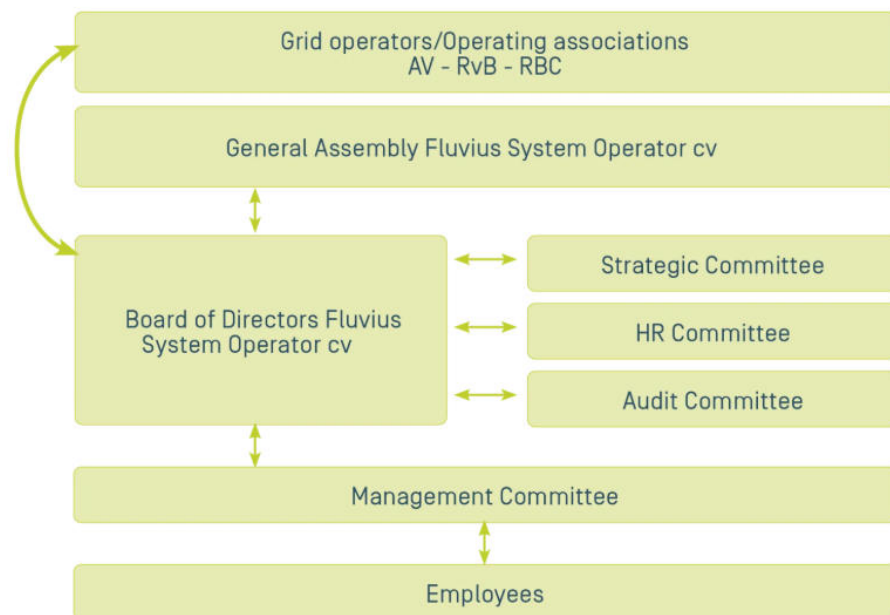 Grid operators/Operating associations
AV - RvB - RBC
General Assembly Fluvius System Operator cv
Board of Directors Fluvius
System Operator cv
Strategic Committee
HR Committee
Audit Committee
Management Committee
Employees